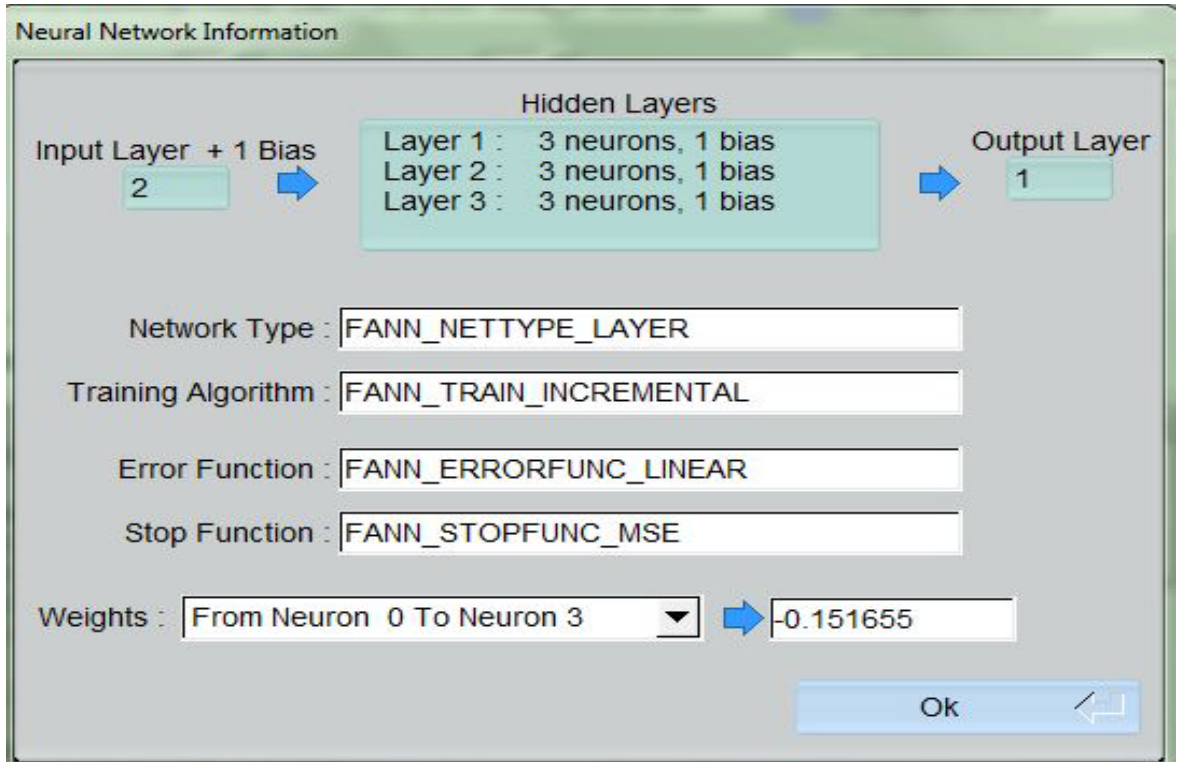 Neural Network Information
Hidden Layers
Input Layer + 1 Bias
2
Layer 1 : 3 neurons, 1 bias
Layer 2 : 3 neurons, 1 bias
Layer 3 : 3 neurons, 1 bias
Output Layer
1
Network Type : FANN_NETTYPE_LAYER
Training Algorithm : FANN_TRAIN_INCREMENTAL
Error Function : FANN_ERRORFUNC_LINEAR
Stop Function : FANN_STOPFUNC_MSE
Weights : From Neuron 0 To Neuron 3 -0.151655
Ok